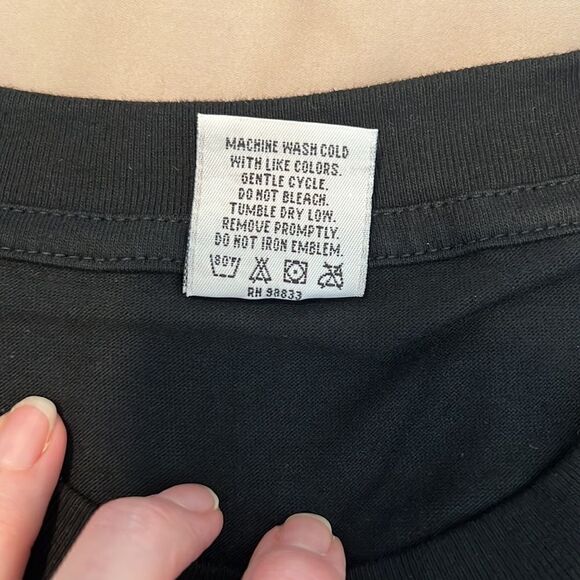 MACHINE WASH COLD
WITH LIKE COLORS.
GENTLE CYCLE.
DO NOT BLEACH.
TUMBLE DRY LOW.
REMOVE PROMPTLY.
DO NOT IRON EMBLEM.
80°F
RN 98833